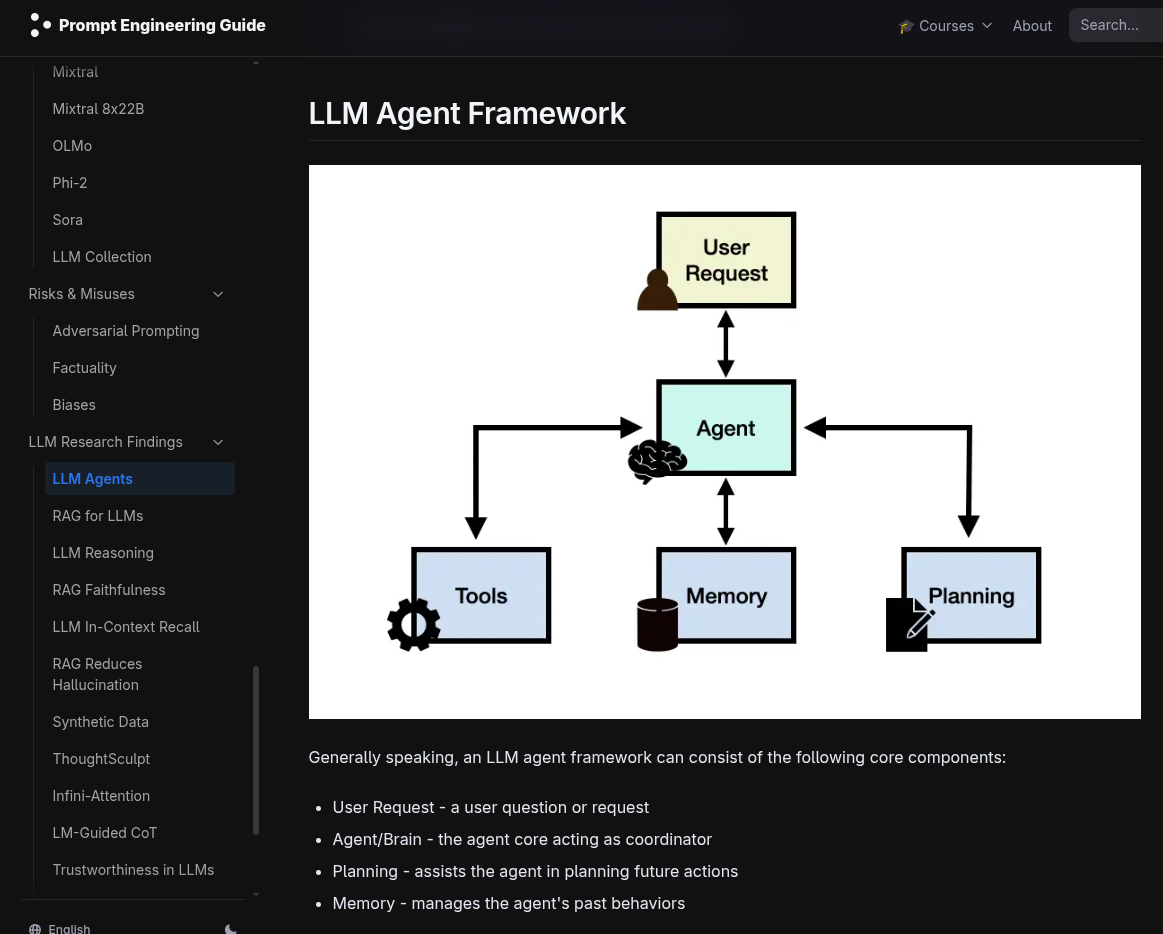 Prompt Engineering Guide
🎓 Courses
About
Search...
Mixtral
Mixtral 8x22B
OLMo
Phi-2
Sora
LLM Collection
Risks & Misuses
Adversarial Prompting
Factuality
Biases
LLM Research Findings
LLM Agents
RAG for LLMs
LLM Reasoning
RAG Faithfulness
LLM In-Context Recall
RAG Reduces
Hallucination
Synthetic Data
ThoughtSculpt
Infini-Attention
LM-Guided CoT
Trustworthiness in LLMs
English
LLM Agent Framework
User
Request
Agent
Tools
Memory
Planning
Generally speaking, an LLM agent framework can consist of the following core components:
• User Request - a user question or request
• Agent/Brain - the agent core acting as coordinator
• Planning - assists the agent in planning future actions
• Memory - manages the agent's past behaviors